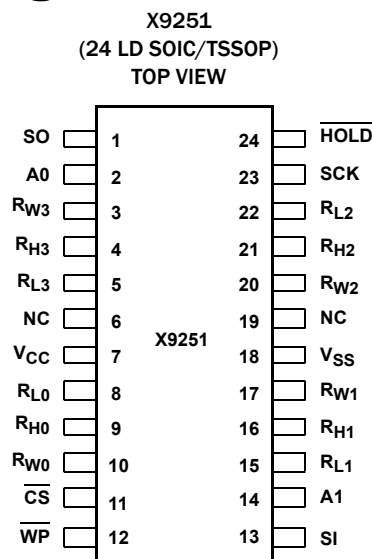 X9251
(24 LD SOIC/TSSOP)
TOP VIEW
SO 1 24 HOLD
A0 2 23 SCK
RW3 3 22 RL2
RH3 4 21 RH2
RL3 5 20 RW2
NC 6 19 NC
X9251
VCC 7 18 VSS
RL0 8 17 RW1
RH0 9 16 RH1
RW0 10 15 RL1
CS 11 14 A1
WP 12 13 SI